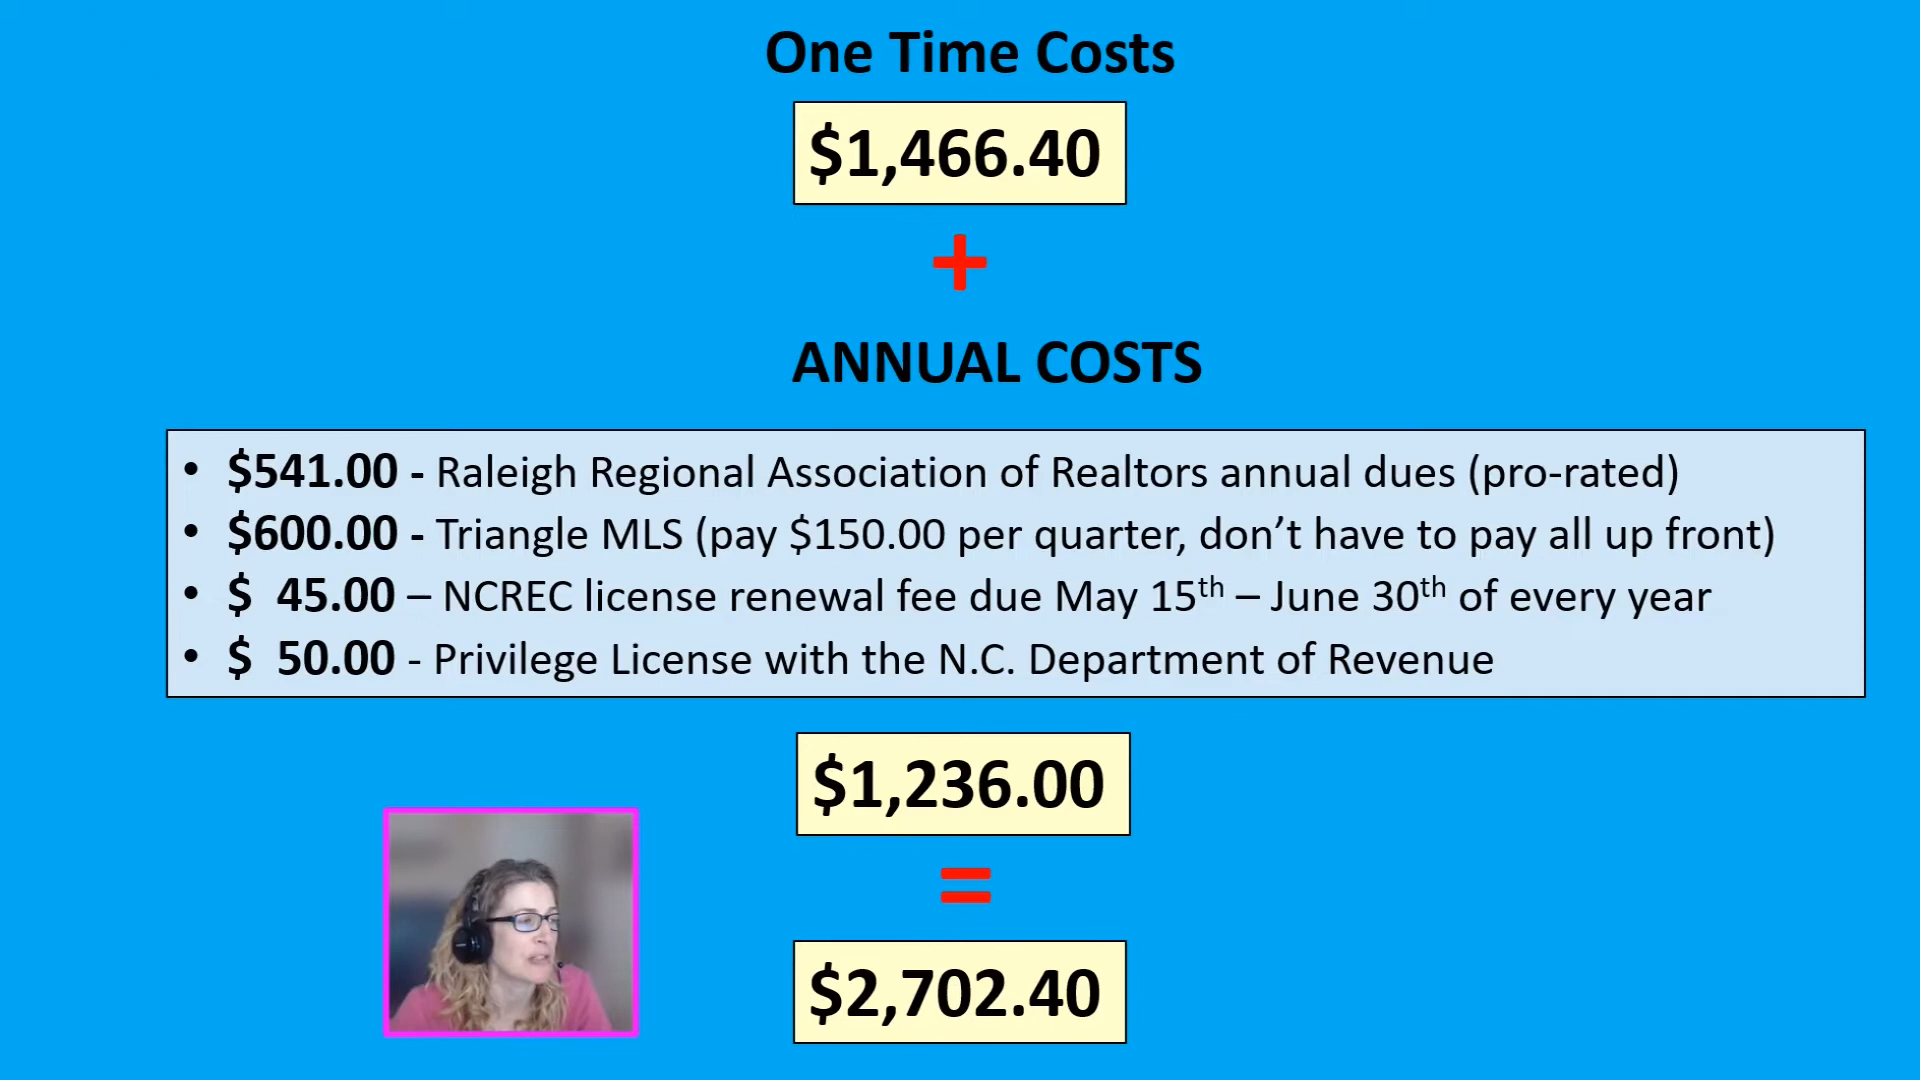 One Time Costs
$1,466.40
+
ANNUAL COSTS
• $541.00 - Raleigh Regional Association of Realtors annual dues (pro-rated)
• $600.00 - Triangle MLS (pay $150.00 per quarter, don’t have to pay all up front)
• $ 45.00 – NCREC license renewal fee due May 15th – June 30th of every year
• $ 50.00 - Privilege License with the N.C. Department of Revenue
$1,236.00
=
$2,702.40